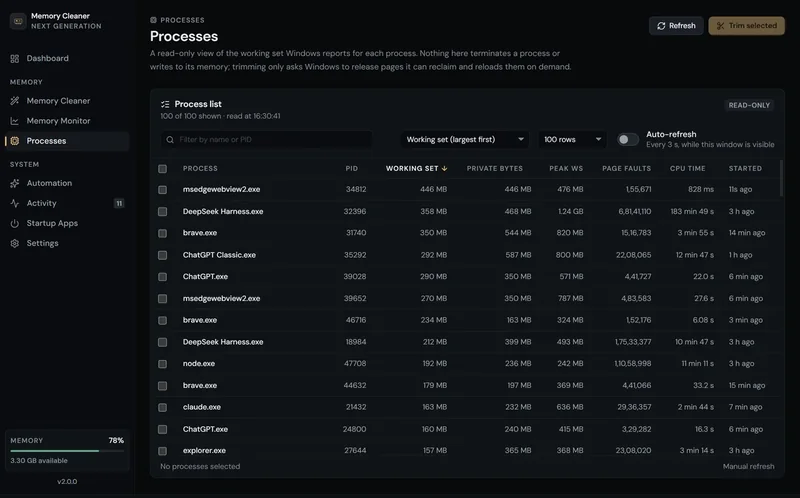 Memory Cleaner
NEXT GENERATION
Dashboard
MEMORY
Memory Cleaner
Memory Monitor
Processes
SYSTEM
Automation
Activity 11
Startup Apps
Settings
MEMORY 78%
3.30 GB available
v2.0.0
PROCESSES
Processes
A read-only view of the working set Windows reports for each process. Nothing here terminates a process or
writes to its memory; trimming only asks Windows to release pages it can reclaim and reloads them on demand.
Refresh
Trim selected
Process list
100 of 100 shown · read at 16:30:41
READ-ONLY
Filter by name or PID
Working set (largest first)
100 rows
Auto-refresh
Every 3 s, while this window is visible
PROCESS PID WORKING SET ↓ PRIVATE BYTES PEAK WS PAGE FAULTS CPU TIME STARTED
msedgewebview2.exe 34812 446 MB 446 MB 476 MB 1,55,671 828 ms 11s ago
DeepSeek Harness.exe 32396 358 MB 468 MB 1.24 GB 6,81,41,110 183 min 49 s 3 h ago
brave.exe 31740 350 MB 544 MB 820 MB 15,16,783 3 min 55 s 14 min ago
ChatGPT Classic.exe 35292 292 MB 587 MB 800 MB 22,08,065 12 min 47 s 1 h ago
ChatGPT.exe 39028 290 MB 350 MB 571 MB 4,41,727 22.0 s 6 min ago
msedgewebview2.exe 39652 270 MB 350 MB 787 MB 4,83,583 27.6 s 6 min ago
brave.exe 46716 234 MB 163 MB 324 MB 1,52,176 6.08 s 3 min ago
DeepSeek Harness.exe 18984 212 MB 399 MB 493 MB 1,75,33,377 10 min 47 s 3 h ago
node.exe 47708 192 MB 236 MB 242 MB 1,10,58,998 11 min 11 s 3 h ago
brave.exe 44632 179 MB 197 MB 369 MB 4,41,066 33.2 s 15 min ago
claude.exe 21432 163 MB 232 MB 636 MB 29,36,357 2 min 44 s 7 min ago
ChatGPT.exe 24800 160 MB 240 MB 415 MB 3,29,282 16.3 s 6 min ago
explorer.exe 27644 157 MB 365 MB 368 MB 23,08,020 3 min 14 s 3 h ago
No processes selected
Manual refresh